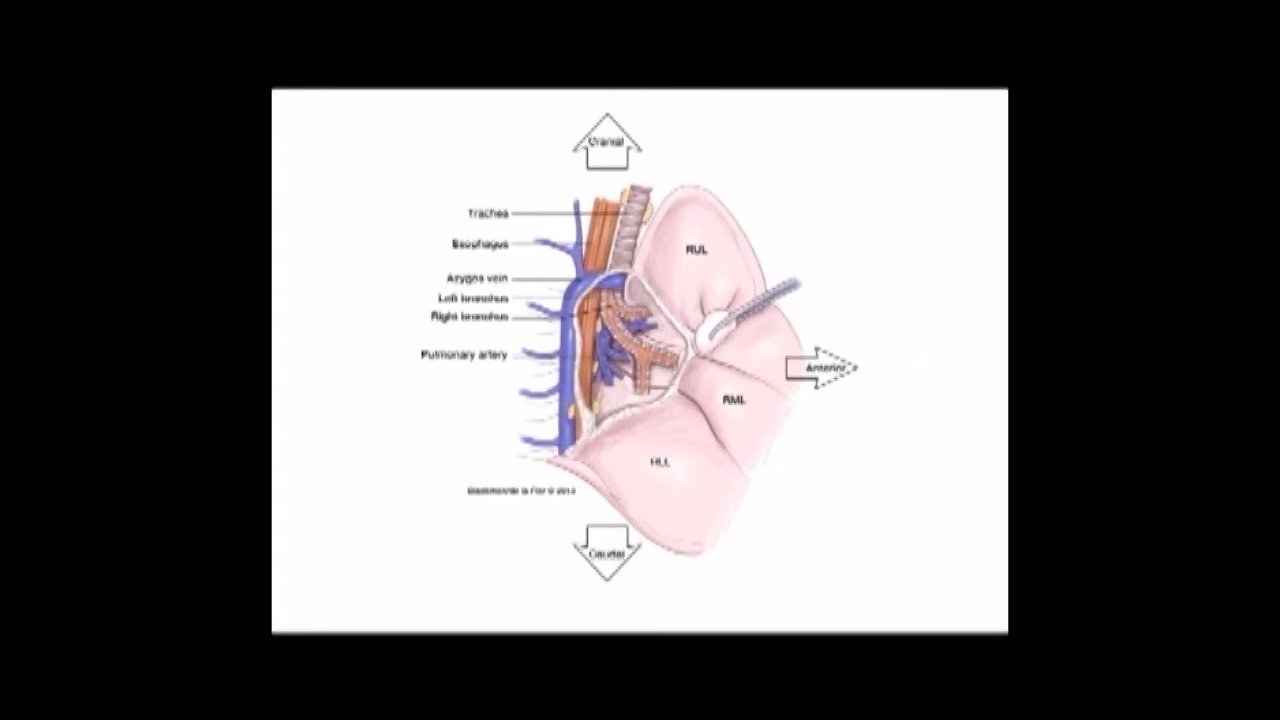 Cranial
Trachea
Esophagus
RUL
Azygos vein
Left bronchus
Right bronchus
Pulmonary artery
Anterior
RML
RLL
Caudal